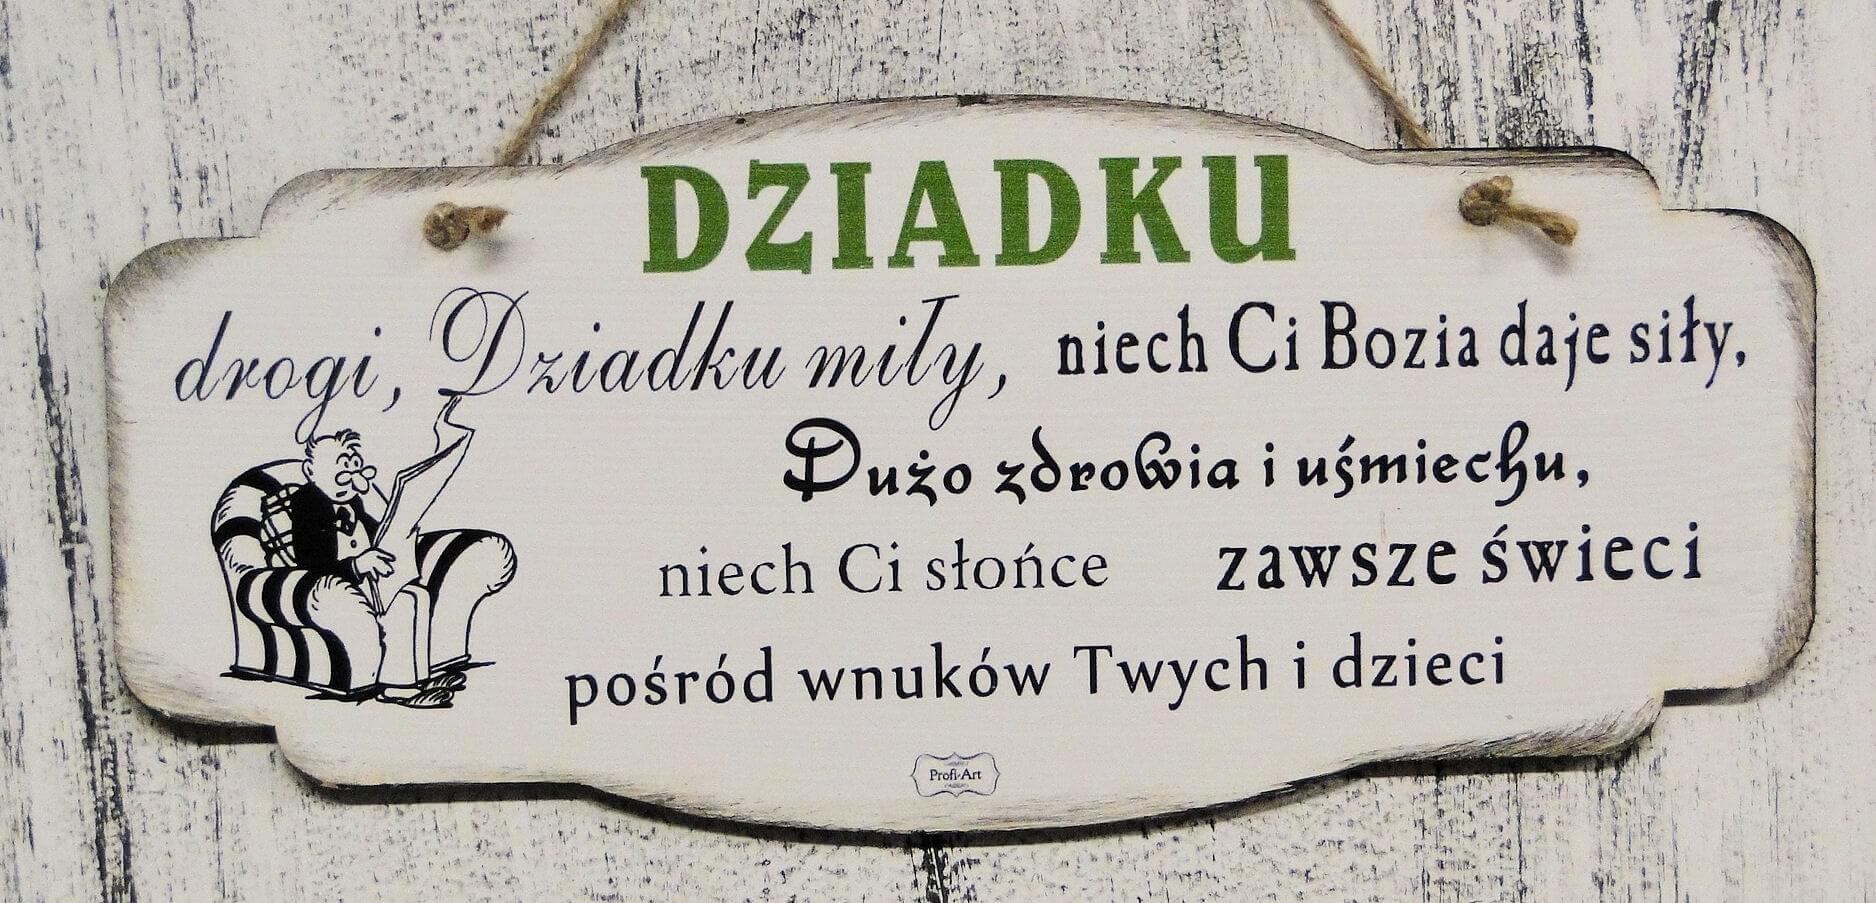 DZIADKU
drogi, Dziadku miły, niech Ci Bozia daje siły,
Dużo zdrowia i uśmiechu,
niech Ci słońce zawsze świeci
pośród wnuków Twych i dzieci
Profi-Art